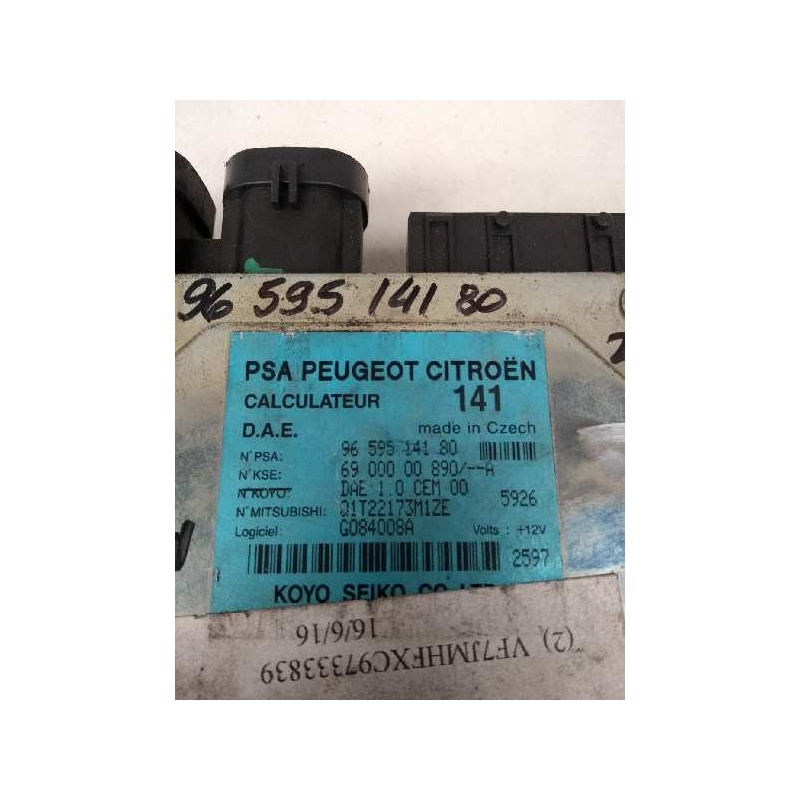 96 595 141 80
PSA PEUGEOT CITROËN
CALCULATEUR 141
D.A.E. made in Czech
N°PSA: 96 595 141 80
N°KSE: 69 000 00 890/--A
N°KOYO: DAE 1.0 CEM 00 5926
N°MITSUBISHI: Q1T22173M1ZE
Logiciel: G084008A Volts : +12V
2597
KOYO SEIKO CO LTD
(2) VF7JMHFXC97333839
16/6/16